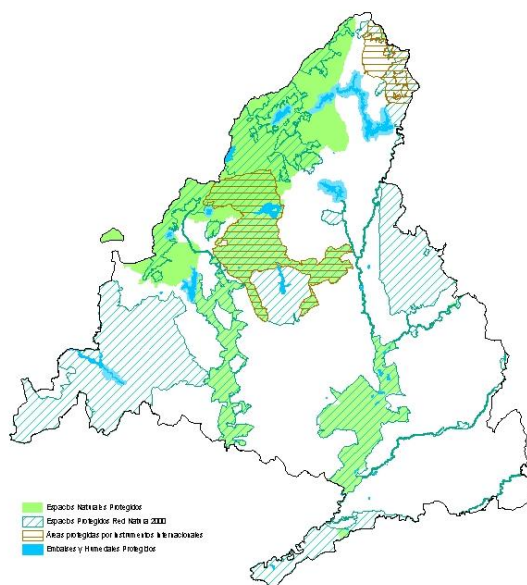 Espacios Naturales Protegidos
Espacios Protegidos Red Natura 2000
Áreas protegidas por Instrumentos Internacionales
Embalses y Humedales Protegidos